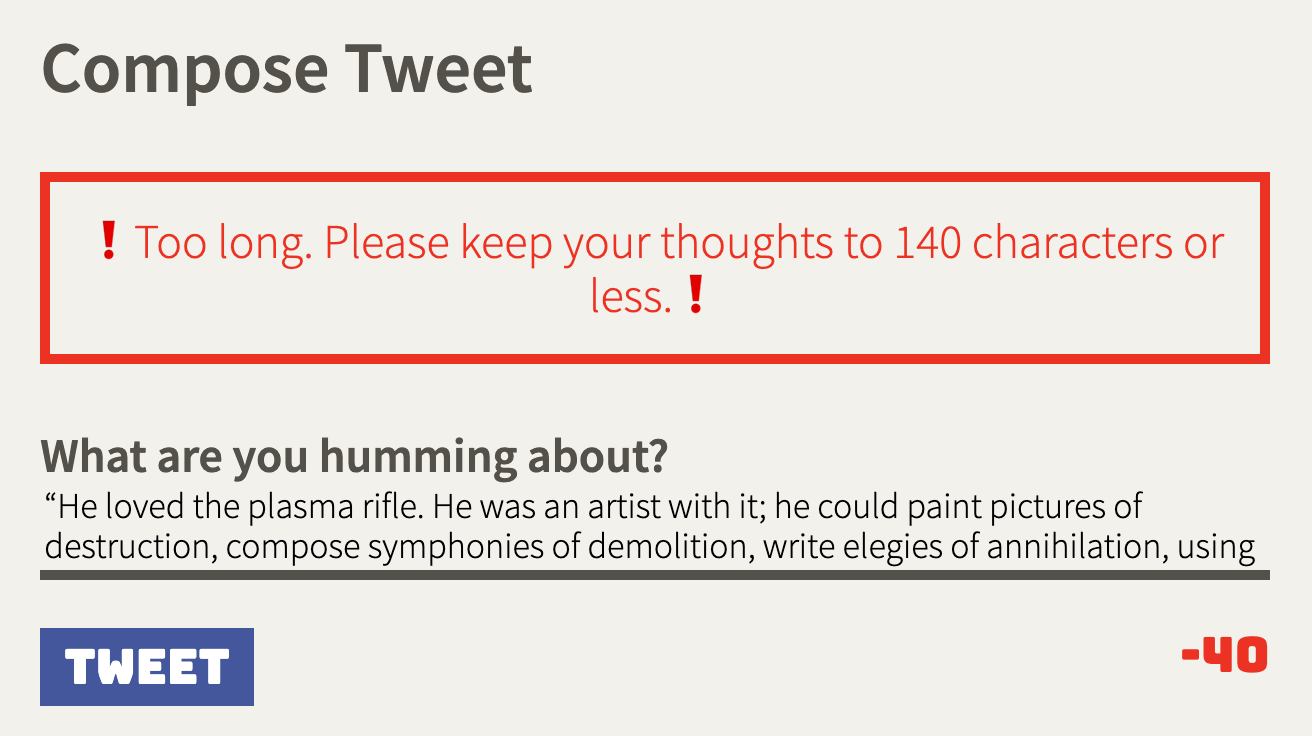 Compose Tweet
❗ Too long. Please keep your thoughts to 140 characters or
less. ❗
What are you humming about?
“He loved the plasma rifle. He was an artist with it; he could paint pictures of
destruction, compose symphonies of demolition, write elegies of annihilation, using
TWEET
-40